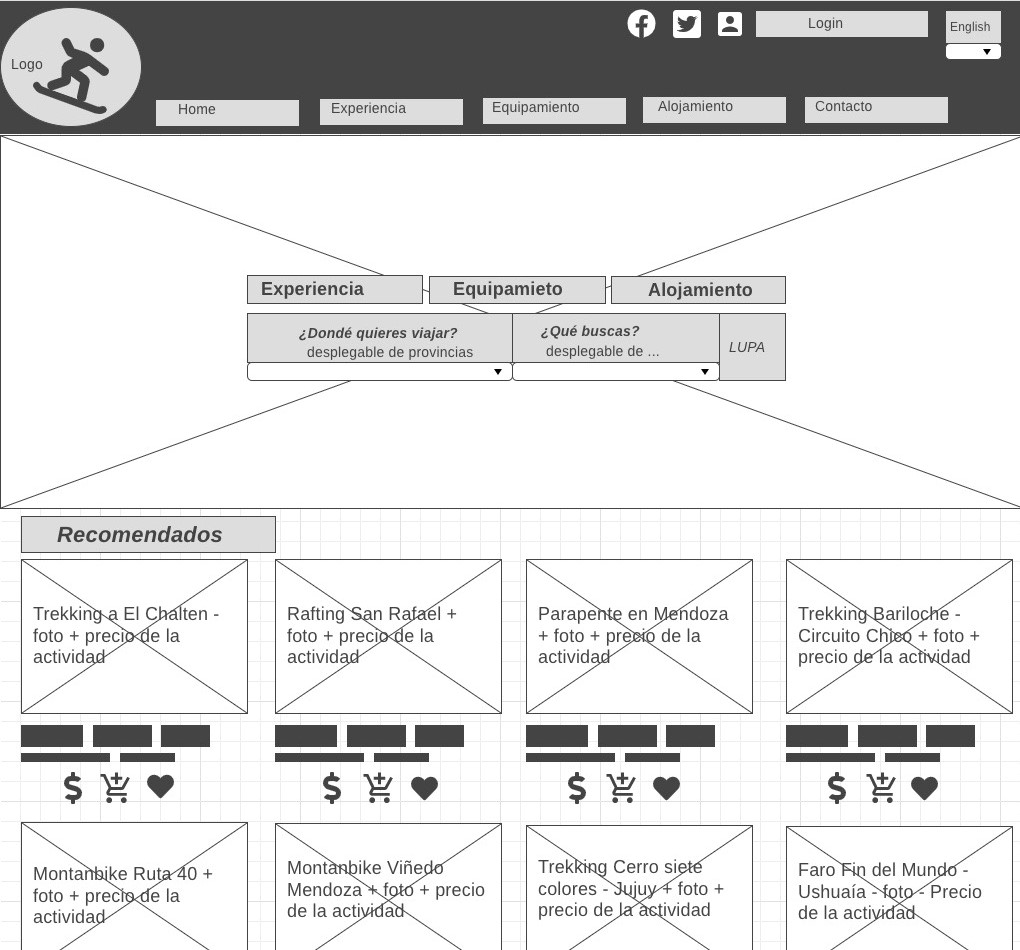 Logo
Login
English
Home
Experiencia
Equipamiento
Alojamiento
Contacto
Experiencia
Equipamieto
Alojamiento
¿Dondé quieres viajar?
desplegable de provincias
¿Qué buscas?
desplegable de ...
LUPA
Recomendados
Trekking a El Chalten -
foto + precio de la
actividad
Rafting San Rafael +
foto + precio de la
actividad
Parapente en Mendoza
+ foto + precio de la
actividad
Trekking Bariloche -
Circuito Chico + foto +
precio de la actividad
Montanbike Ruta 40 +
foto + precio de la
actividad
Montanbike Viñedo
Mendoza + foto + precio
de la actividad
Trekking Cerro siete
colores - Jujuy + foto +
precio de la actividad
Faro Fin del Mundo -
Ushuaía - foto - Precio
de la actividad